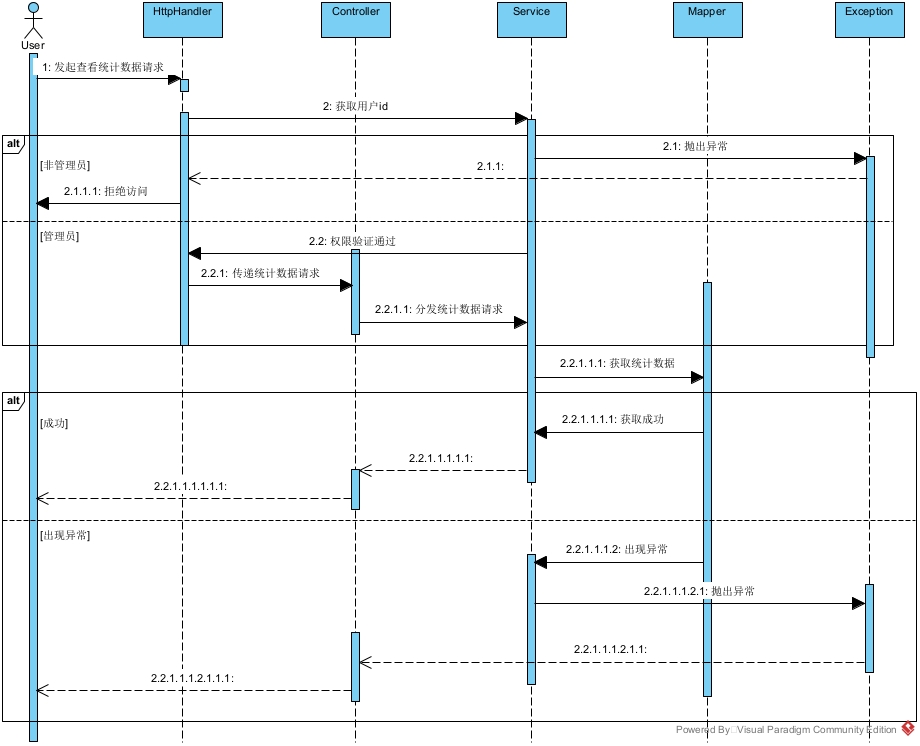 HttpHandler
Controller
Service
Mapper
Exception
User
1: 发起查看统计数据请求
2: 获取用户id
alt
2.1: 抛出异常
[非管理员]
2.1.1:
2.1.1.1: 拒绝访问
[管理员]
2.2: 权限验证通过
2.2.1: 传递统计数据请求
2.2.1.1: 分发统计数据请求
2.2.1.1.1: 获取统计数据
alt
[成功]
2.2.1.1.1.1: 获取成功
2.2.1.1.1.1.1:
2.2.1.1.1.1.1.1:
[出现异常]
2.2.1.1.1.2: 出现异常
2.2.1.1.1.2.1: 抛出异常
2.2.1.1.1.2.1.1:
2.2.1.1.1.2.1.1.1:
Powered By Visual Paradigm Community Edition